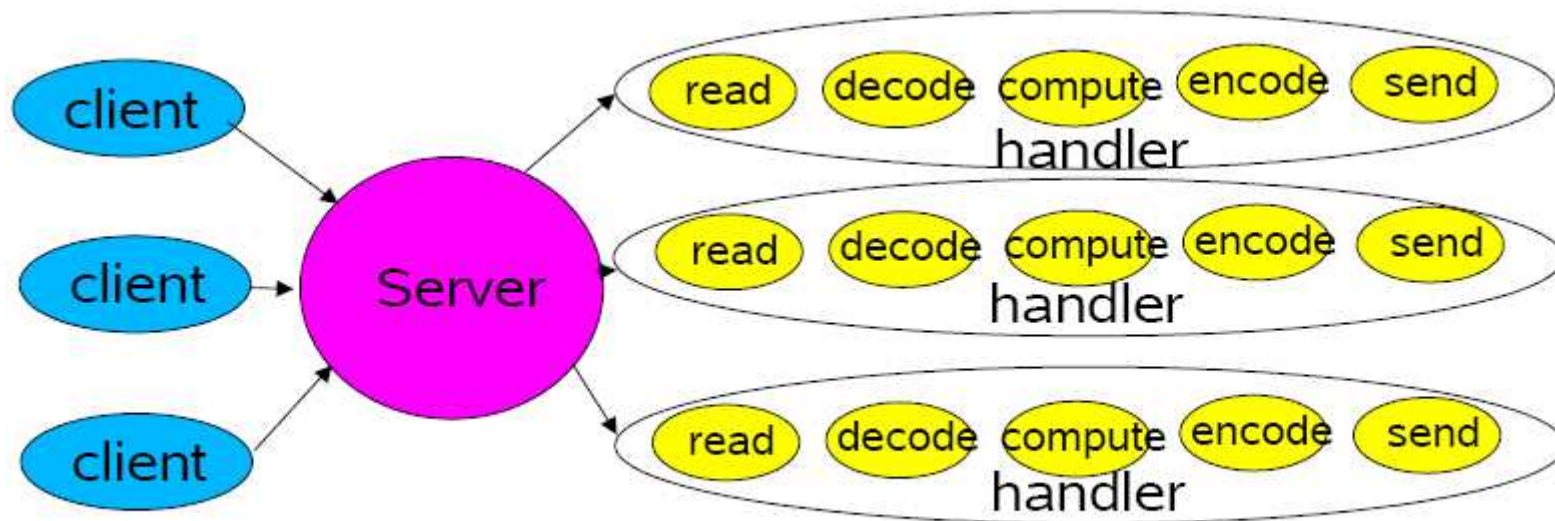 client
client
client
Server
read decode compute encode send
handler
read decode compute encode send
handler
read decode compute encode send
handler